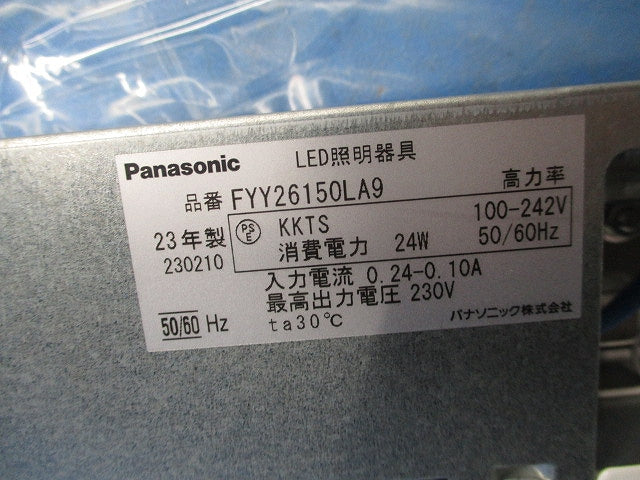 Panasonic LED照明器具
品番 FYY26150LA9 高力率
23年製 PSE KKTS 100-242V
230210 消費電力 24W 50/60Hz
入力電流 0.24-0.10A
最高出力電圧 230V
50/60 Hz ta30℃ パナソニック株式会社